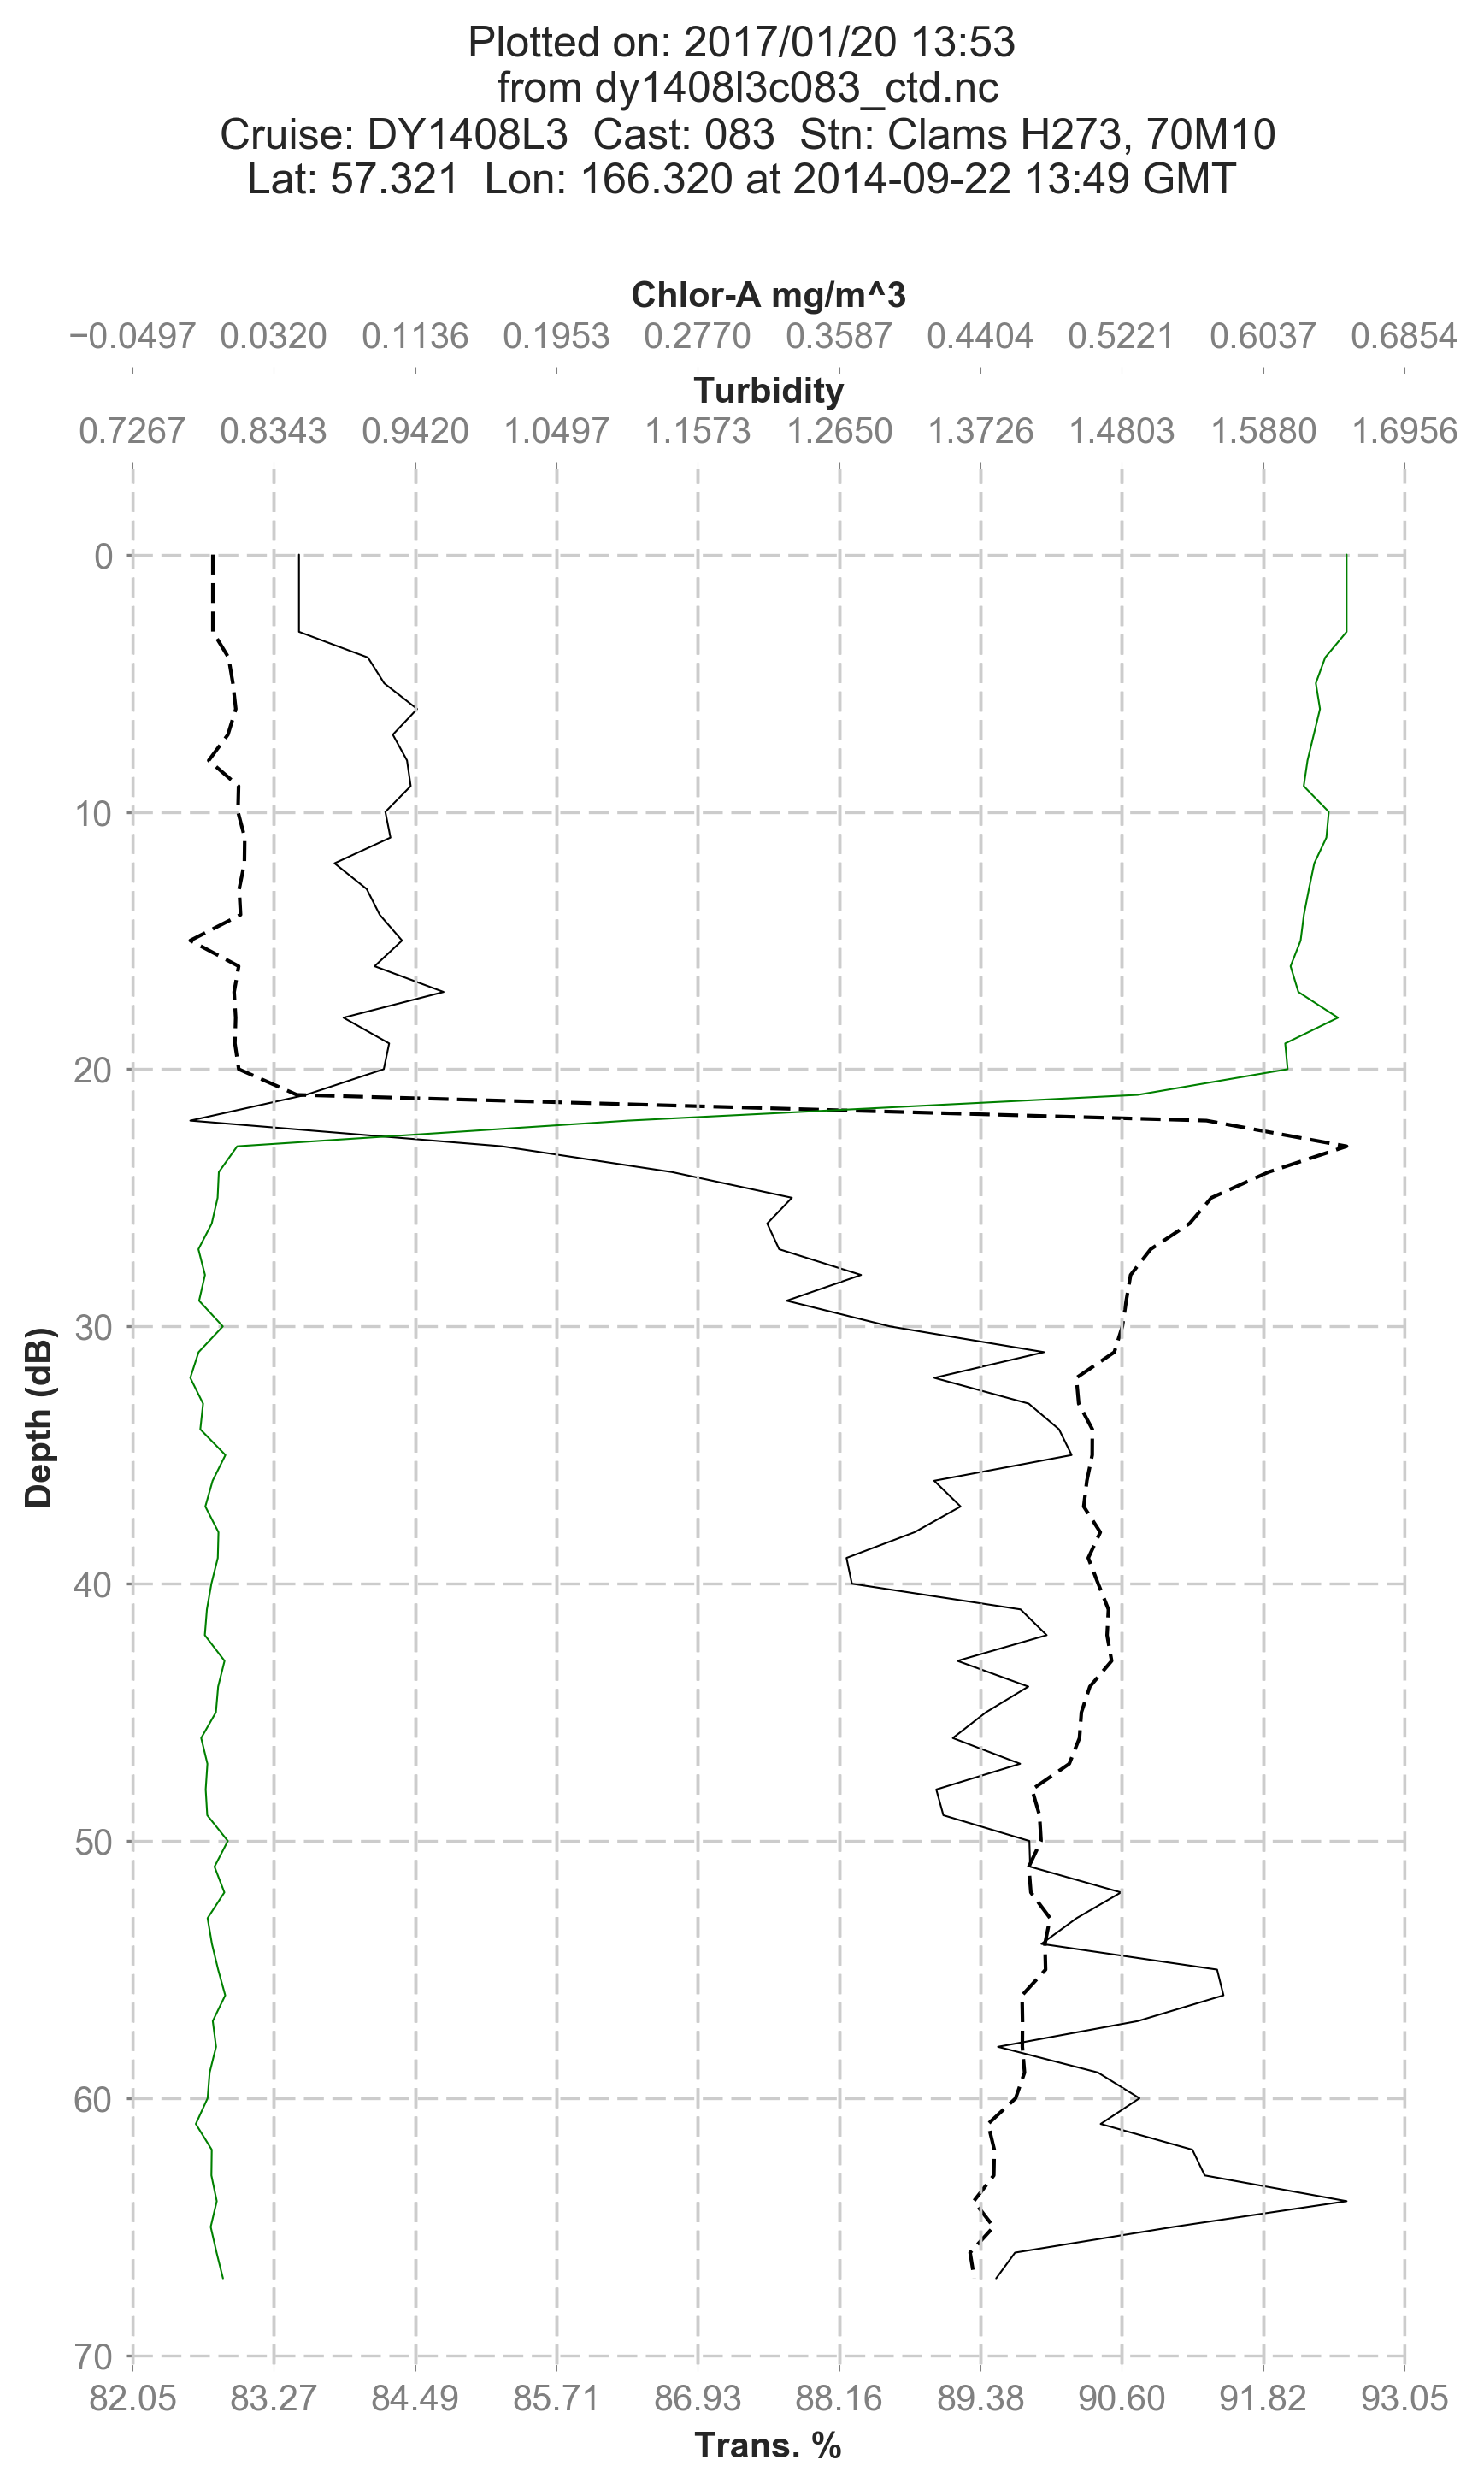 Plotted on: 2017/01/20 13:53
from dy1408l3c083_ctd.nc
Cruise: DY1408L3 Cast: 083 Stn: Clams H273, 70M10
Lat: 57.321 Lon: 166.320 at 2014-09-22 13:49 GMT
Chlor-A mg/m^3
−0.0497 0.0320 0.1136 0.1953 0.2770 0.3587 0.4404 0.5221 0.6037 0.6854
Turbidity
0.7267 0.8343 0.9420 1.0497 1.1573 1.2650 1.3726 1.4803 1.5880 1.6956
0
10
20
30
Depth (dB)
40
50
60
70
82.05 83.27 84.49 85.71 86.93 88.16 89.38 90.60 91.82 93.05
Trans. %